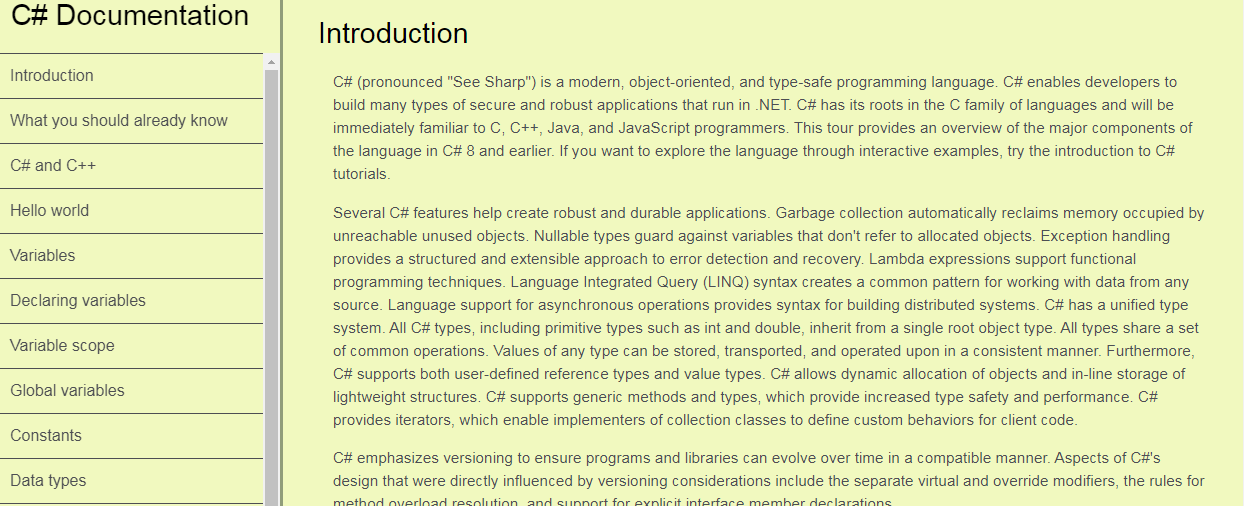 C# Documentation
Introduction
What you should already know
C# and C++
Hello world
Variables
Declaring variables
Variable scope
Global variables
Constants
Data types
Introduction
C# (pronounced "See Sharp") is a modern, object-oriented, and type-safe programming language. C# enables developers to
build many types of secure and robust applications that run in .NET. C# has its roots in the C family of languages and will be
immediately familiar to C, C++, Java, and JavaScript programmers. This tour provides an overview of the major components of
the language in C# 8 and earlier. If you want to explore the language through interactive examples, try the introduction to C#
tutorials.
Several C# features help create robust and durable applications. Garbage collection automatically reclaims memory occupied by
unreachable unused objects. Nullable types guard against variables that don't refer to allocated objects. Exception handling
provides a structured and extensible approach to error detection and recovery. Lambda expressions support functional
programming techniques. Language Integrated Query (LINQ) syntax creates a common pattern for working with data from any
source. Language support for asynchronous operations provides syntax for building distributed systems. C# has a unified type
system. All C# types, including primitive types such as int and double, inherit from a single root object type. All types share a set
of common operations. Values of any type can be stored, transported, and operated upon in a consistent manner. Furthermore,
C# supports both user-defined reference types and value types. C# allows dynamic allocation of objects and in-line storage of
lightweight structures. C# supports generic methods and types, which provide increased type safety and performance. C#
provides iterators, which enable implementers of collection classes to define custom behaviors for client code.
C# emphasizes versioning to ensure programs and libraries can evolve over time in a compatible manner. Aspects of C#'s
design that were directly influenced by versioning considerations include the separate virtual and override modifiers, the rules for
method overload resolution, and support for explicit interface member declarations.